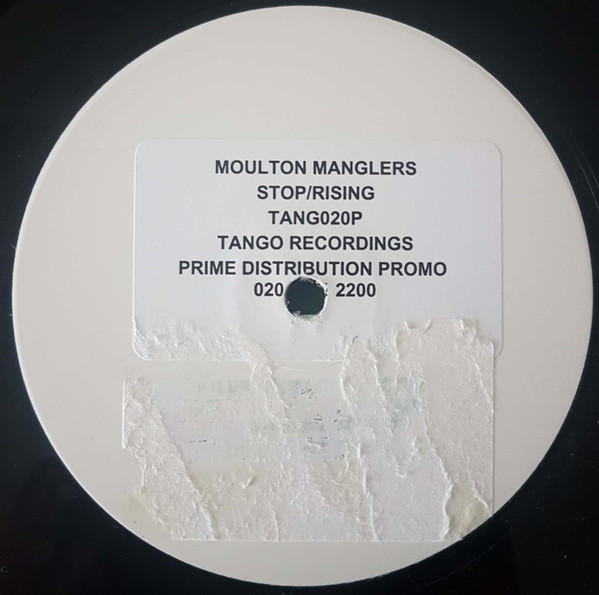 MOULTON MANGLERS
STOP/RISING
TANG020P
TANGO RECORDINGS
PRIME DISTRIBUTION PROMO
020 2200